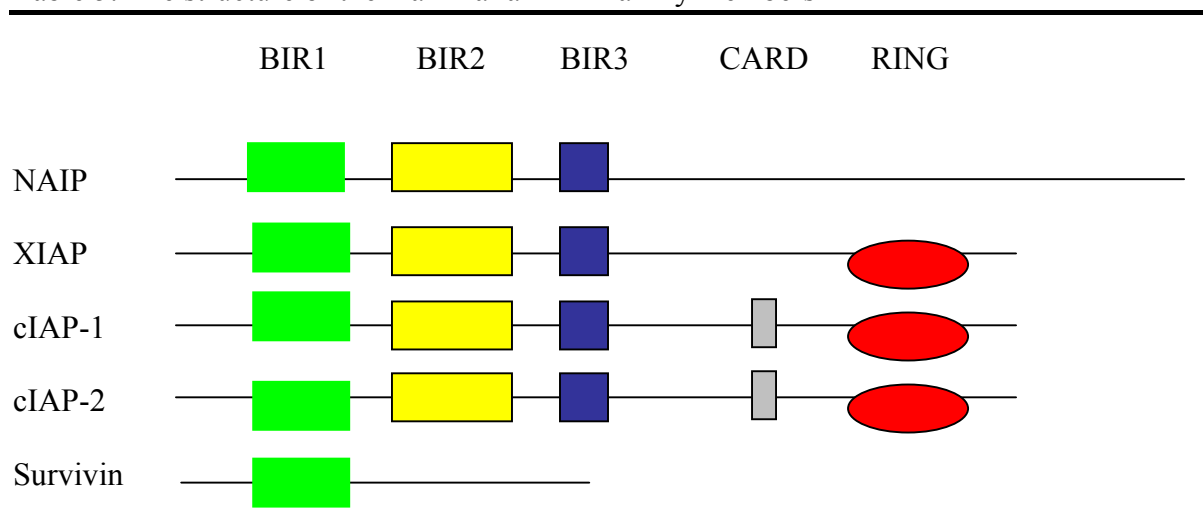 BIR1 BIR2 BIR3 CARD RING
NAIP
XIAP
cIAP-1
cIAP-2
Survivin